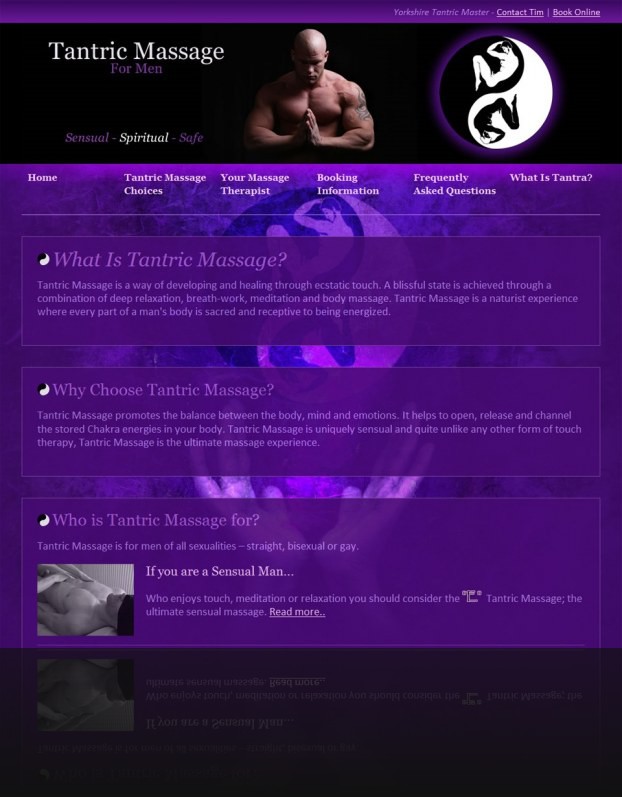 Yorkshire Tantric Master - Contact Tim | Book Online
Tantric Massage
For Men
Sensual - Spiritual - Safe
Home
Tantric Massage
Choices
Your Massage
Therapist
Booking
Information
Frequently
Asked Questions
What Is Tantra?
What Is Tantric Massage?
Tantric Massage is a way of developing and healing through ecstatic touch. A blissful state is achieved through a
combination of deep relaxation, breath-work, meditation and body massage. Tantric Massage is a naturist experience
where every part of a man's body is sacred and receptive to being energized.
Why Choose Tantric Massage?
Tantric Massage promotes the balance between the body, mind and emotions. It helps to open, release and channel
the stored Chakra energies in your body. Tantric Massage is uniquely sensual and quite unlike any other form of touch
therapy, Tantric Massage is the ultimate massage experience.
Who is Tantric Massage for?
Tantric Massage is for men of all sexualities – straight, bisexual or gay.
If you are a Sensual Man...
Who enjoys touch, meditation or relaxation you should consider the "E" Tantric Massage; the
ultimate sensual massage. Read more..